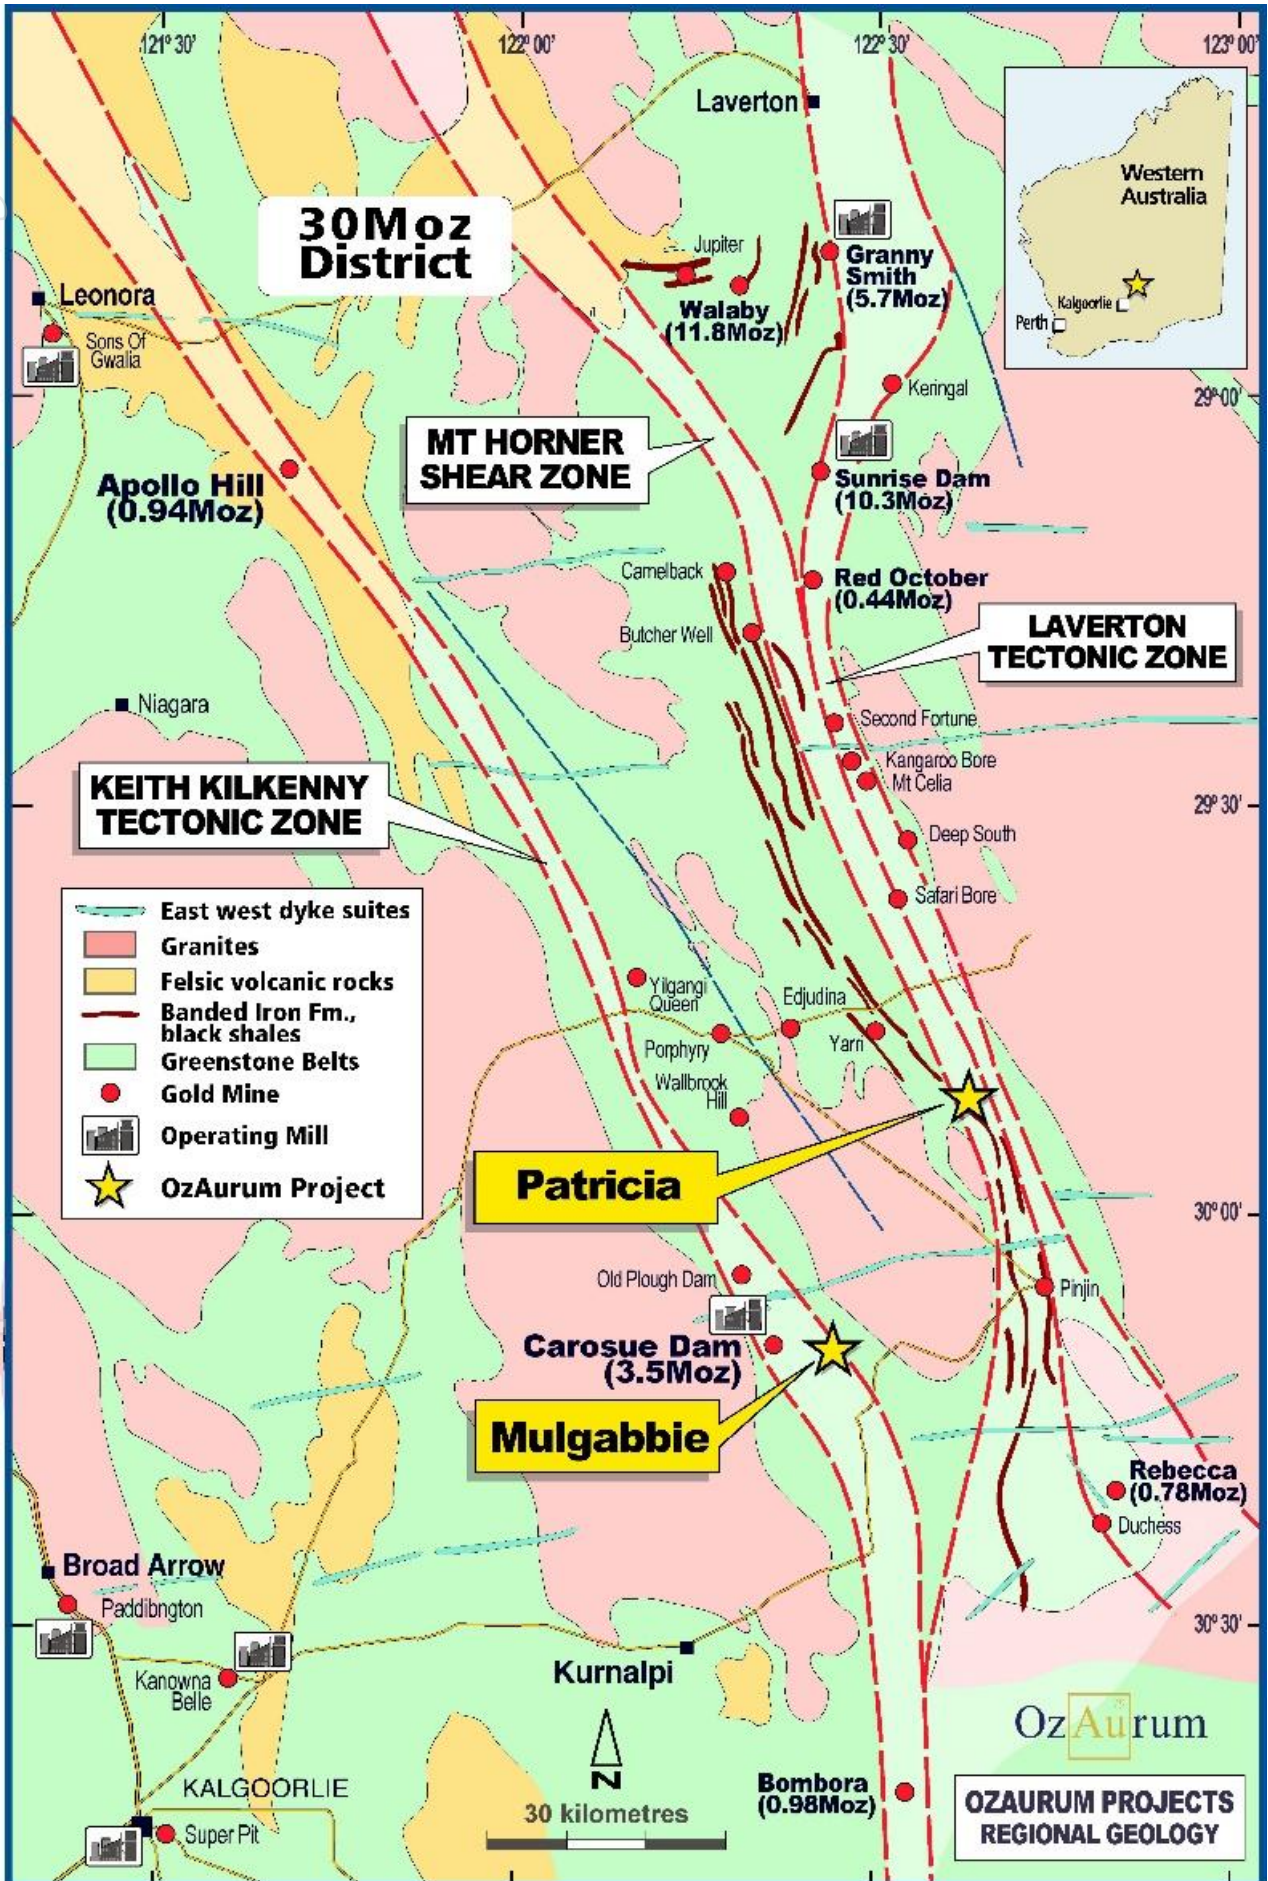 121° 30'
122° 00'
122° 30'
123° 00'
Laverton
Western
Australia
Kalgoorlie
Perth
30Moz
District
Jupiter
Granny
Smith
(5.7Moz)
Walaby
(11.8Moz)
Leonora
Sons Of
Gwalia
Keringal
29° 00'
MT HORNER
SHEAR ZONE
Apollo Hill
(0.94Moz)
Sunrise Dam
(10.3Moz)
Camelback
Red October
(0.44Moz)
Butcher Well
LAVERTON
TECTONIC ZONE
Niagara
Second Fortune
Kangaroo Bore
Mt Celia
KEITH KILKENNY
TECTONIC ZONE
29° 30'
Deep South
Safari Bore
East west dyke suites
Granites
Felsic volcanic rocks
Banded Iron Fm.,
black shales
Greenstone Belts
Gold Mine
Operating Mill
OzAurum Project
Yilgangi
Queen
Edjudina
Porphyry
Yarri
Wallbrook
Hill
Patricia
30° 00'
Old Plough Dam
Pinjin
Carosue Dam
(3.5Moz)
Mulgabbie
Rebecca
(0.78Moz)
Duchess
Broad Arrow
Paddibngton
30° 30'
Kanowna
Belle
Kurnalpi
N
OzAurum
KALGOORLIE
Super Pit
30 kilometres
Bombora
(0.98Moz)
OZAURUM PROJECTS
REGIONAL GEOLOGY